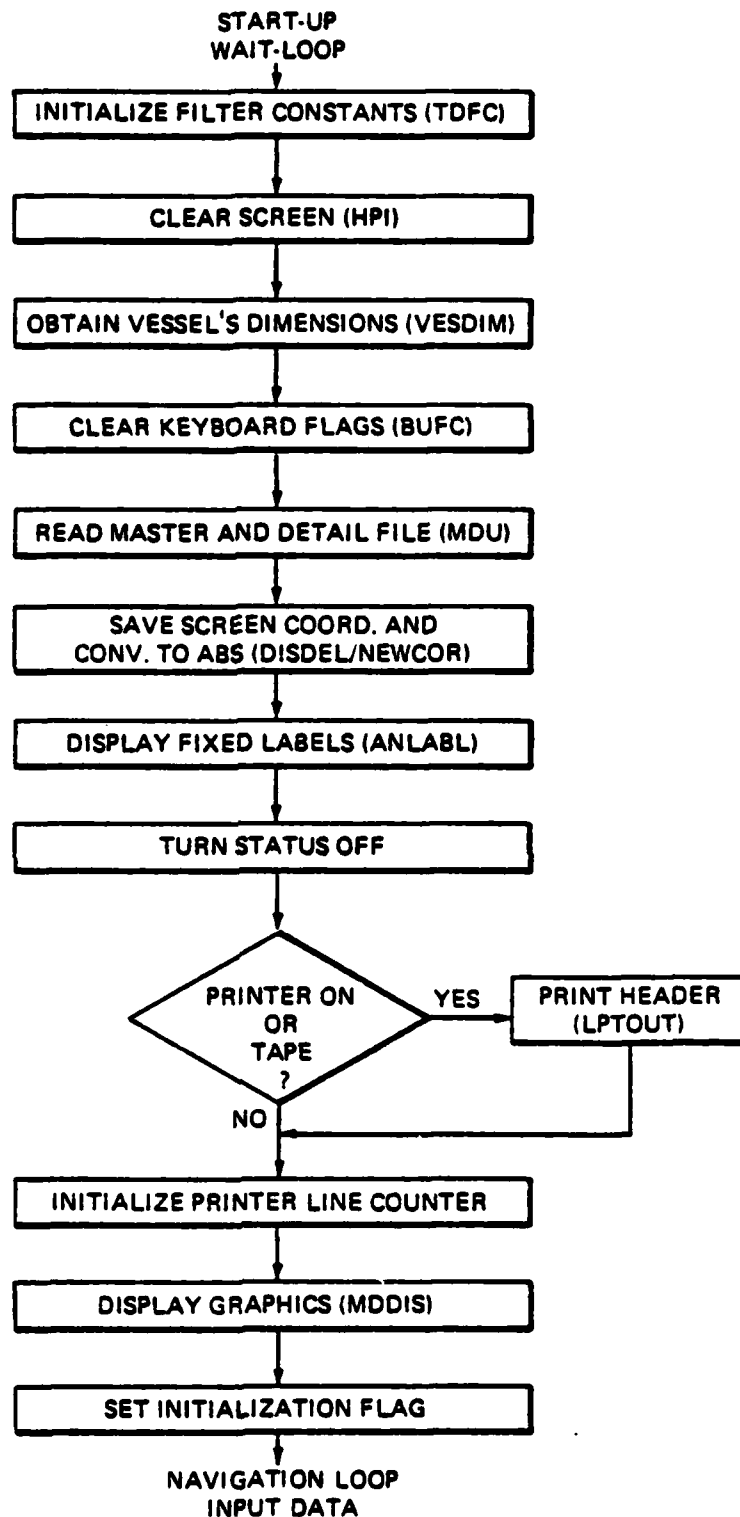 START-UP
WAIT-LOOP
INITIALIZE FILTER CONSTANTS (TDFC)
CLEAR SCREEN (HPI)
OBTAIN VESSEL'S DIMENSIONS (VESDIM)
CLEAR KEYBOARD FLAGS (BUFC)
READ MASTER AND DETAIL FILE (MDU)
SAVE SCREEN COORD. AND
CONV. TO ABS (DISDEL/NEWCOR)
DISPLAY FIXED LABELS (ANLABL)
TURN STATUS OFF
PRINTER ON
OR
TAPE
?
YES
PRINT HEADER
(LPTOUT)
NO
INITIALIZE PRINTER LINE COUNTER
DISPLAY GRAPHICS (MDDIS)
SET INITIALIZATION FLAG
NAVIGATION LOOP
INPUT DATA